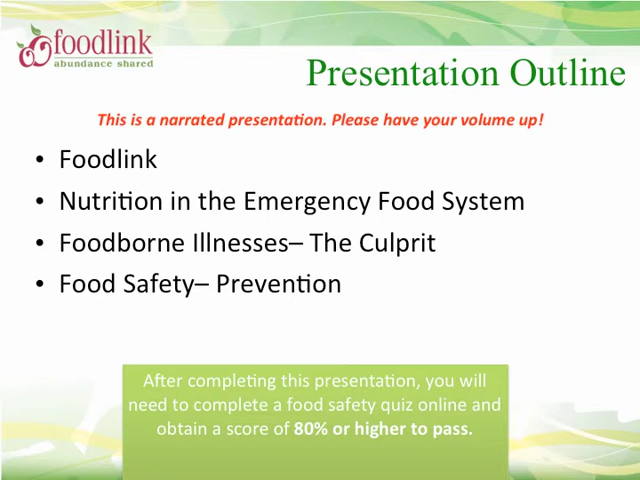 foodlink
abundance shared
Presentation Outline
This is a narrated presentation. Please have your volume up!
• Foodlink
• Nutrition in the Emergency Food System
• Foodborne Illnesses– The Culprit
• Food Safety– Prevention
After completing this presentation, you will
need to complete a food safety quiz online and
obtain a score of 80% or higher to pass.